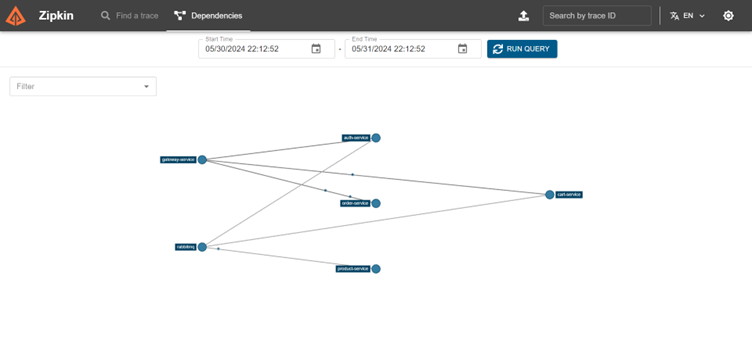 Zipkin
Find a trace
Dependencies
Search by trace ID
EN
Start Time
05/30/2024 22:12:52
-
End Time
05/31/2024 22:12:52
RUN QUERY
Filter
auth-service
gateway-service
cart-service
order-service
rabbitmq
product-service